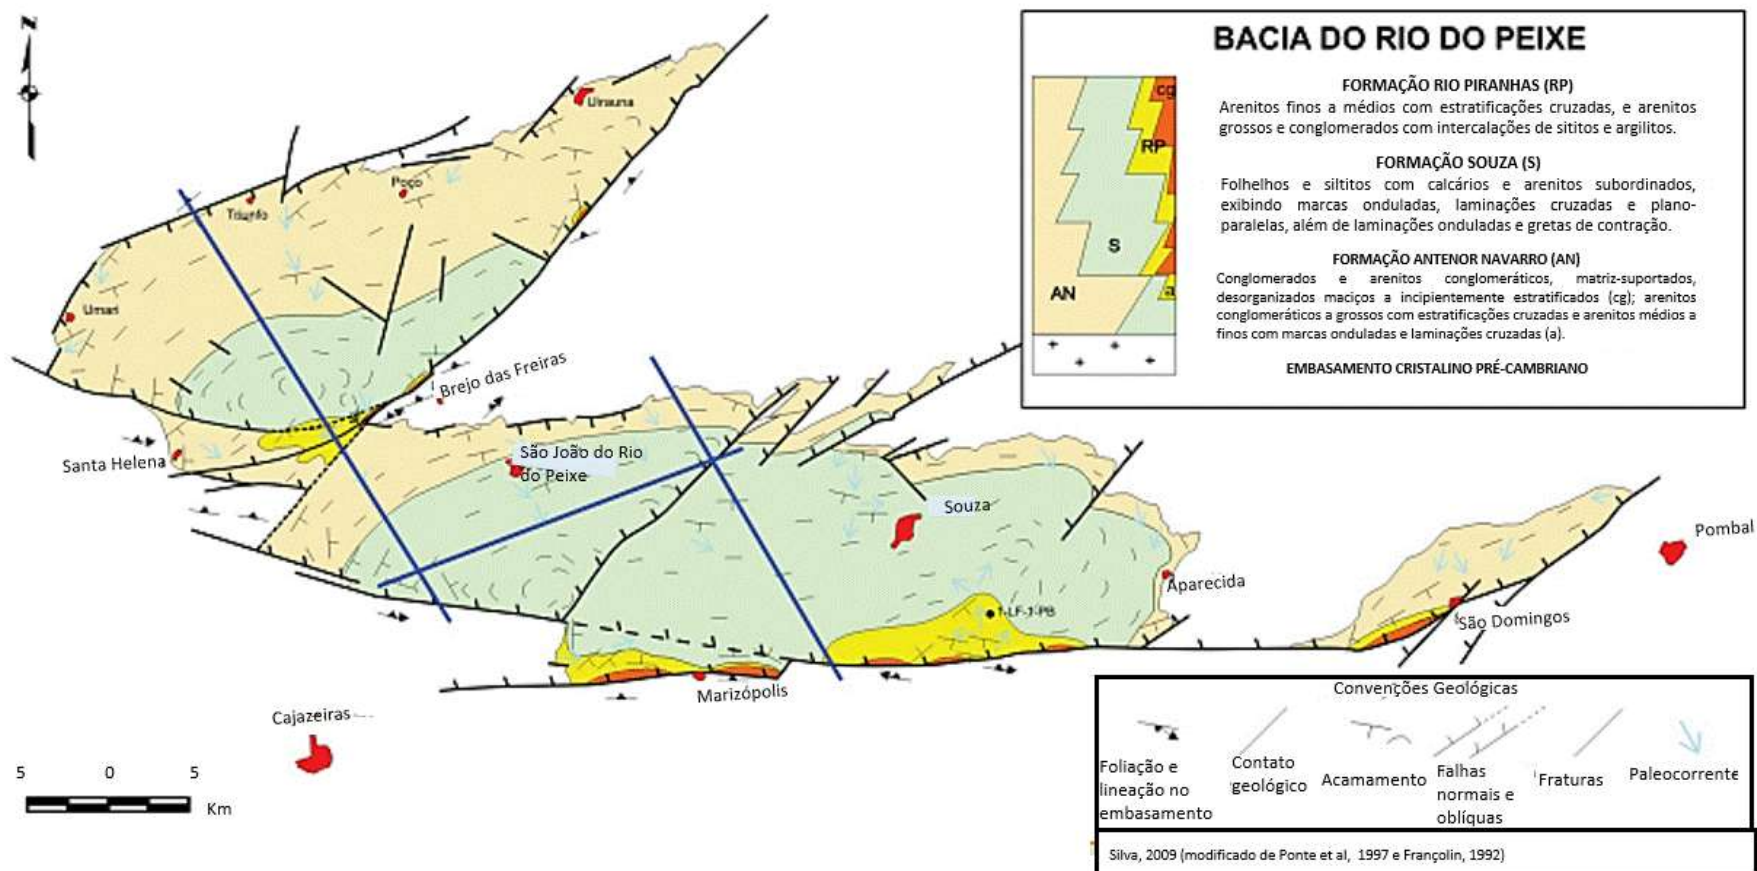 N
BACIA DO RIO DO PEIXE
FORMAÇÃO RIO PIRANHAS (RP)
Arenitos finos a médios com estratificações cruzadas, e arenitos
grossos e conglomerados com intercalações de sititos e argilitos.
FORMAÇÃO SOUZA (S)
Folhelhos e siltitos com calcários e arenitos subordinados,
exibindo marcas onduladas, laminações cruzadas e plano-
paralelas, além de laminações onduladas e gretas de contração.
FORMAÇÃO ANTENOR NAVARRO (AN)
Conglomerados e arenitos conglomeráticos, matriz-suportados,
desorganizados maciços a incipientemente estratificados (cg); arenitos
conglomeráticos a grossos com estratificações cruzadas e arenitos médios a
finos com marcas onduladas e laminações cruzadas (a).
EMBASAMENTO CRISTALINO PRÉ-CAMBRIANO
cg
RP
S
AN
a
Uiraúna
Poço
Triunfo
Umari
Brejo das Freiras
Santa Helena
São João do Rio
do Peixe
Souza
Pombal
Aparecida
1-LF-1-PB
São Domingos
Marizópolis
Cajazeiras
5 0 5
Km
Convenções Geológicas
Foliação e
lineação no
embasamento
Contato
geológico
Acamamento
Falhas
normais e
oblíquas
Fraturas
Paleocorrente
Silva, 2009 (modificado de Ponte et al, 1997 e Françolin, 1992)